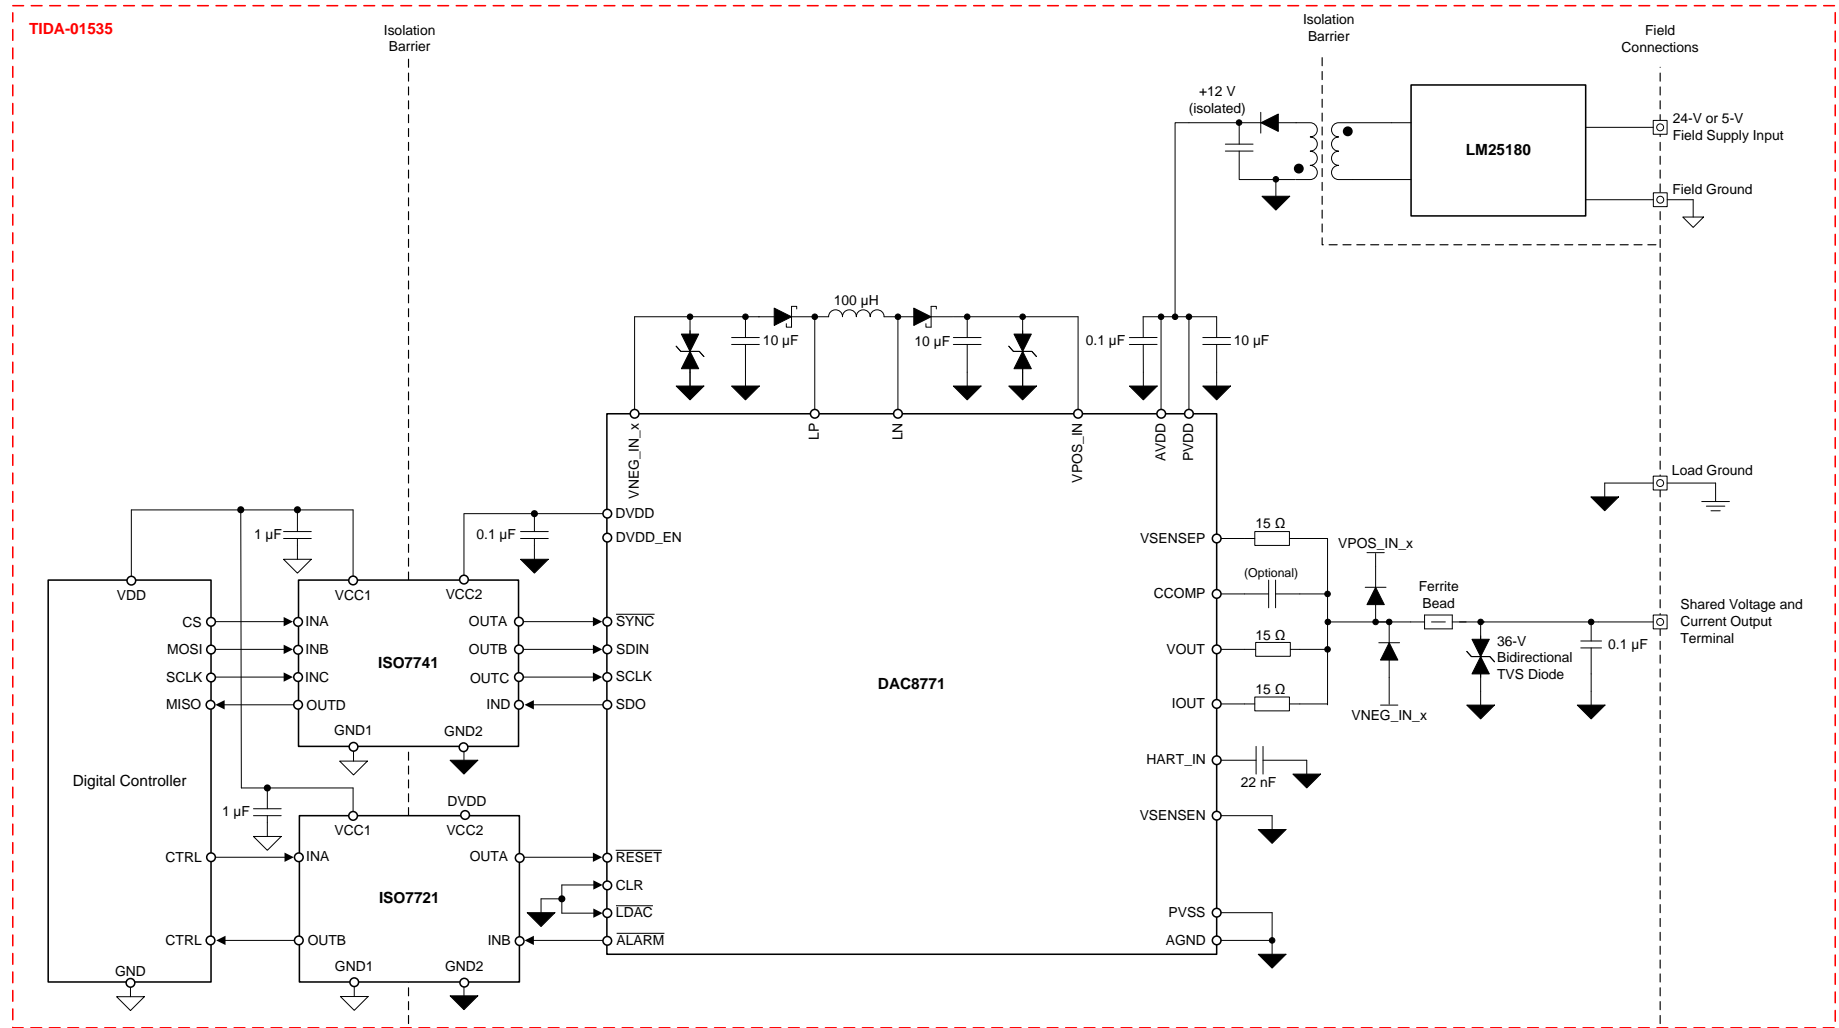 TIDA-01535
Isolation
Barrier
Isolation
Barrier
Field
Connections
+12 V
(isolated)
LM25180
24-V or 5-V
Field Supply Input
Field Ground
100 µH
10 µF
10 µF
0.1 µF
10 µF
VNEG_IN_x
LP
LN
VPOS_IN
AVDD
PVDD
Load Ground
1 µF
0.1 µF
DVDD
DVDD_EN
VDD
VCC1
VCC2
CS
MOSI
SCLK
MISO
INA
INB
INC
OUTD
ISO7741
OUTA
OUTB
OUTC
IND
SYNC
SDIN
SCLK
SDO
GND1
GND2
DAC8771
VSENSEP
CCOMP
VOUT
IOUT
HART_IN
VSENSEN
PVSS
AGND
15 Ω
(Optional)
15 Ω
15 Ω
22 nF
VPOS_IN_x
VNEG_IN_x
Ferrite
Bead
36-V
Bidirectional
TVS Diode
0.1 µF
Shared Voltage and
Current Output
Terminal
Digital Controller
1 µF
DVDD
VCC1
VCC2
CTRL
CTRL
INA
OUTB
ISO7721
OUTA
INB
RESET
CLR
LDAC
ALARM
GND
GND1
GND2